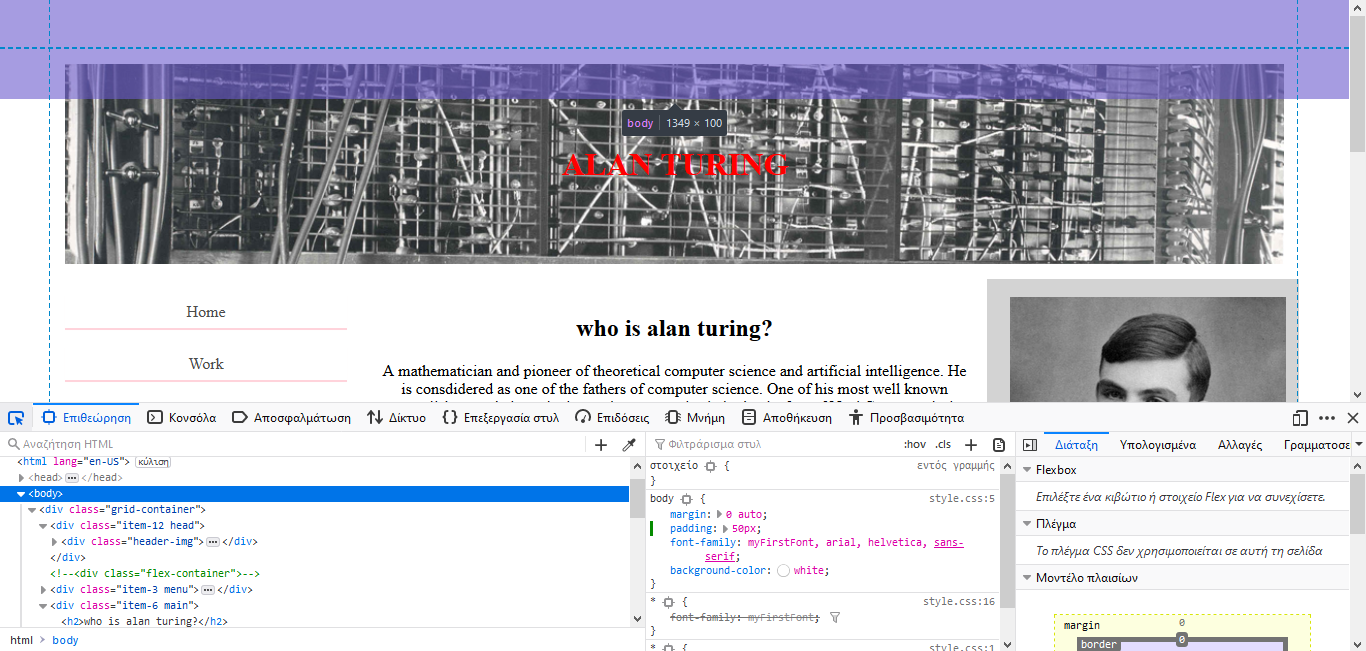 body 1349 × 100
ALAN TURING
Home
Work
who is alan turing?
A mathematician and pioneer of theoretical computer science and artificial intelligence. He
is consdidered as one of the fathers of computer science. One of his most well known
Επιθεώρηση Κονσόλα Αποσφαλμάτωση Δίκτυο Επεξεργασία στυλ Επιδόσεις Μνήμη Αποθήκευση Προσβασιμότητα
Αναζήτηση HTML
<html lang="en-US"> κύλιση
<head> </head>
<body>
<div class="grid-container">
<div class="item-12 head">
<div class="header-img"> </div>
</div>
<!--<div class="flex-container">-->
<div class="item-3 menu"> </div>
<div class="item-6 main">
<h2>who is alan turing?</h2>
html > body
Φιλτράρισμα στυλ :hov .cls
στοιχείο { εντός γραμμής
}
body { style.css:5
margin: 0 auto;
padding: 50px;
font-family: myFirstFont, arial, helvetica, sans-
serif;
background-color: white;
}
* { style.css:16
font-family: myFirstFont;
}
* { style.css:1
Διάταξη Υπολογισμένα Αλλαγές Γραμματοσε
Flexbox
Επιλέξτε ένα κιβώτιο ή στοιχείο Flex για να συνεχίσετε.
Πλέγμα
Το πλέγμα CSS δεν χρησιμοποιείται σε αυτή τη σελίδα
Μοντέλο πλαισίων
margin 0
border 0